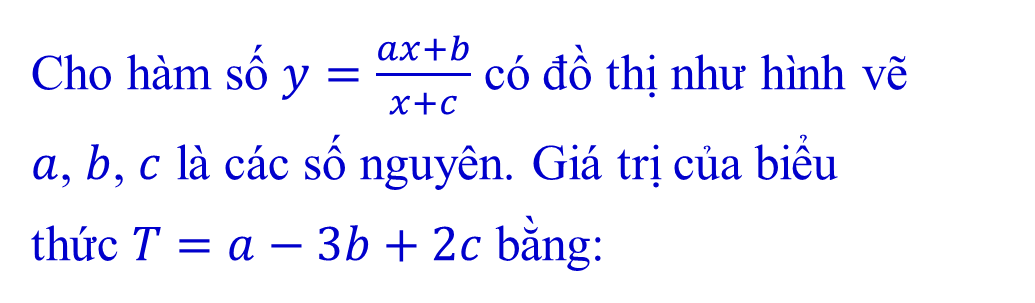 Cho hàm số y = \frac{ax+b}{x+c} có đồ thị như hình vẽ
a, b, c là các số nguyên. Giá trị của biểu
thức T = a − 3b + 2c bằng: